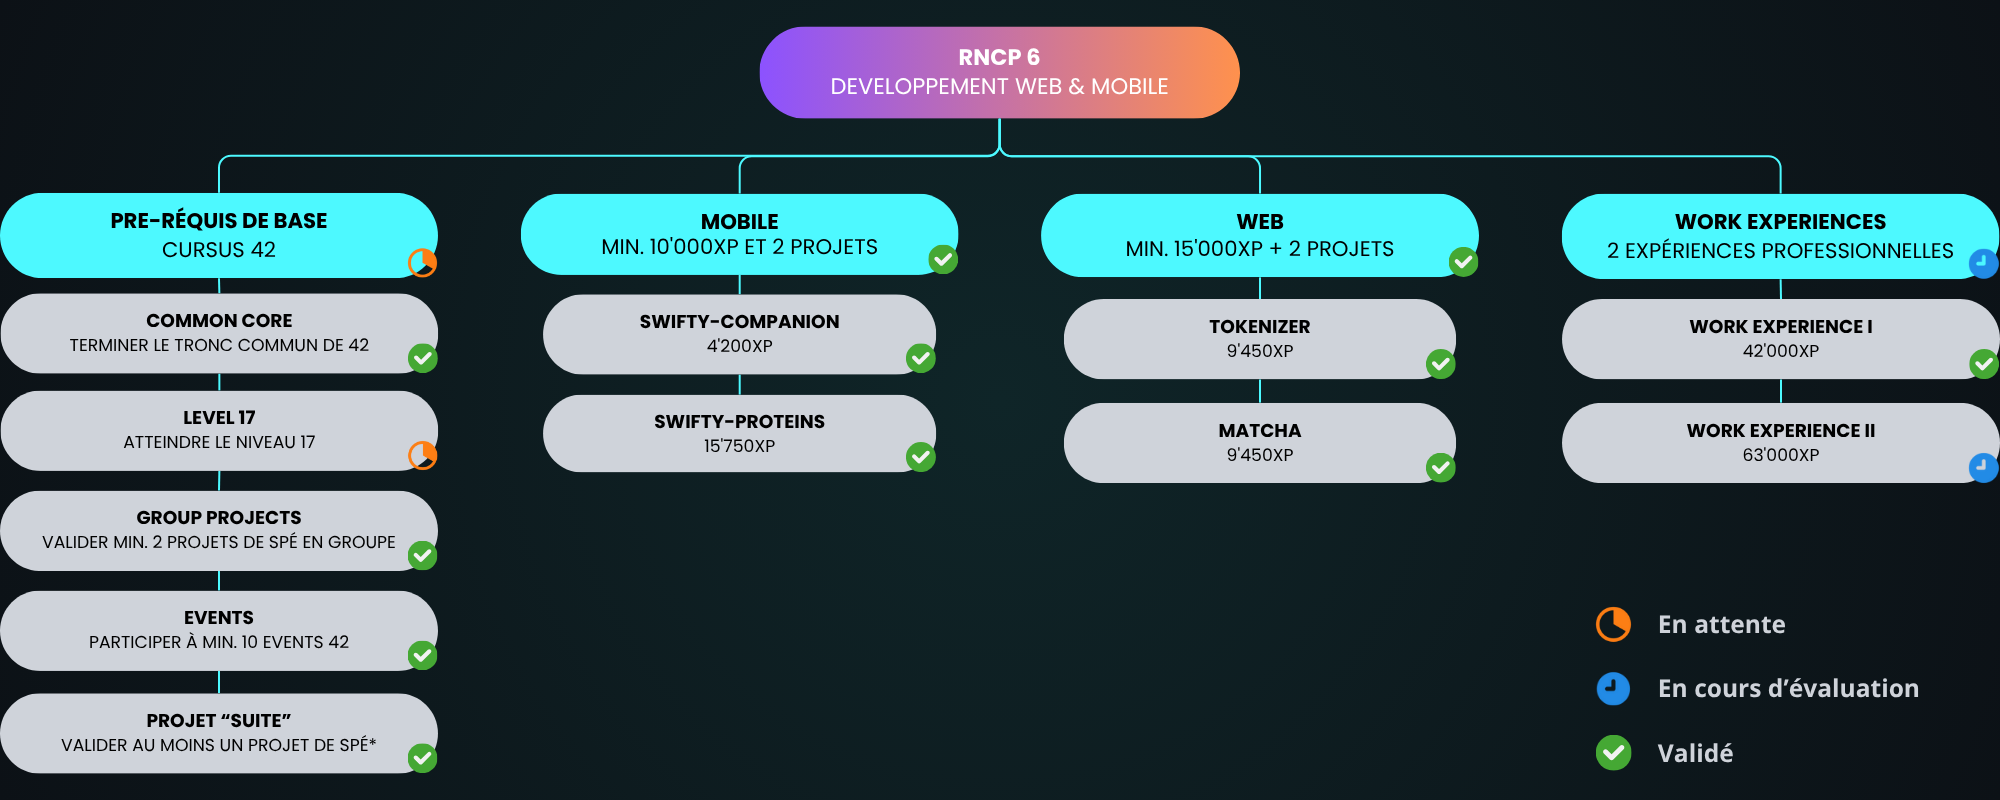 RNCP 6
DEVELOPPEMENT WEB & MOBILE
PRE-RÉQUIS DE BASE
CURSUS 42
COMMON CORE
TERMINER LE TRONC COMMUN DE 42
LEVEL 17
ATTEINDRE LE NIVEAU 17
GROUP PROJECTS
VALIDER MIN. 2 PROJETS DE SPÉ EN GROUPE
EVENTS
PARTICIPER À MIN. 10 EVENTS 42
PROJET “SUITE”
VALIDER AU MOINS UN PROJET DE SPÉ*
MOBILE
MIN. 10'000XP ET 2 PROJETS
SWIFTY-COMPANION
4'200XP
SWIFTY-PROTEINS
15'750XP
WEB
MIN. 15'000XP + 2 PROJETS
TOKENIZER
9'450XP
MATCHA
9'450XP
WORK EXPERIENCES
2 EXPÉRIENCES PROFESSIONNELLES
WORK EXPERIENCE I
42'000XP
WORK EXPERIENCE II
63'000XP
En attente
En cours d’évaluation
Validé